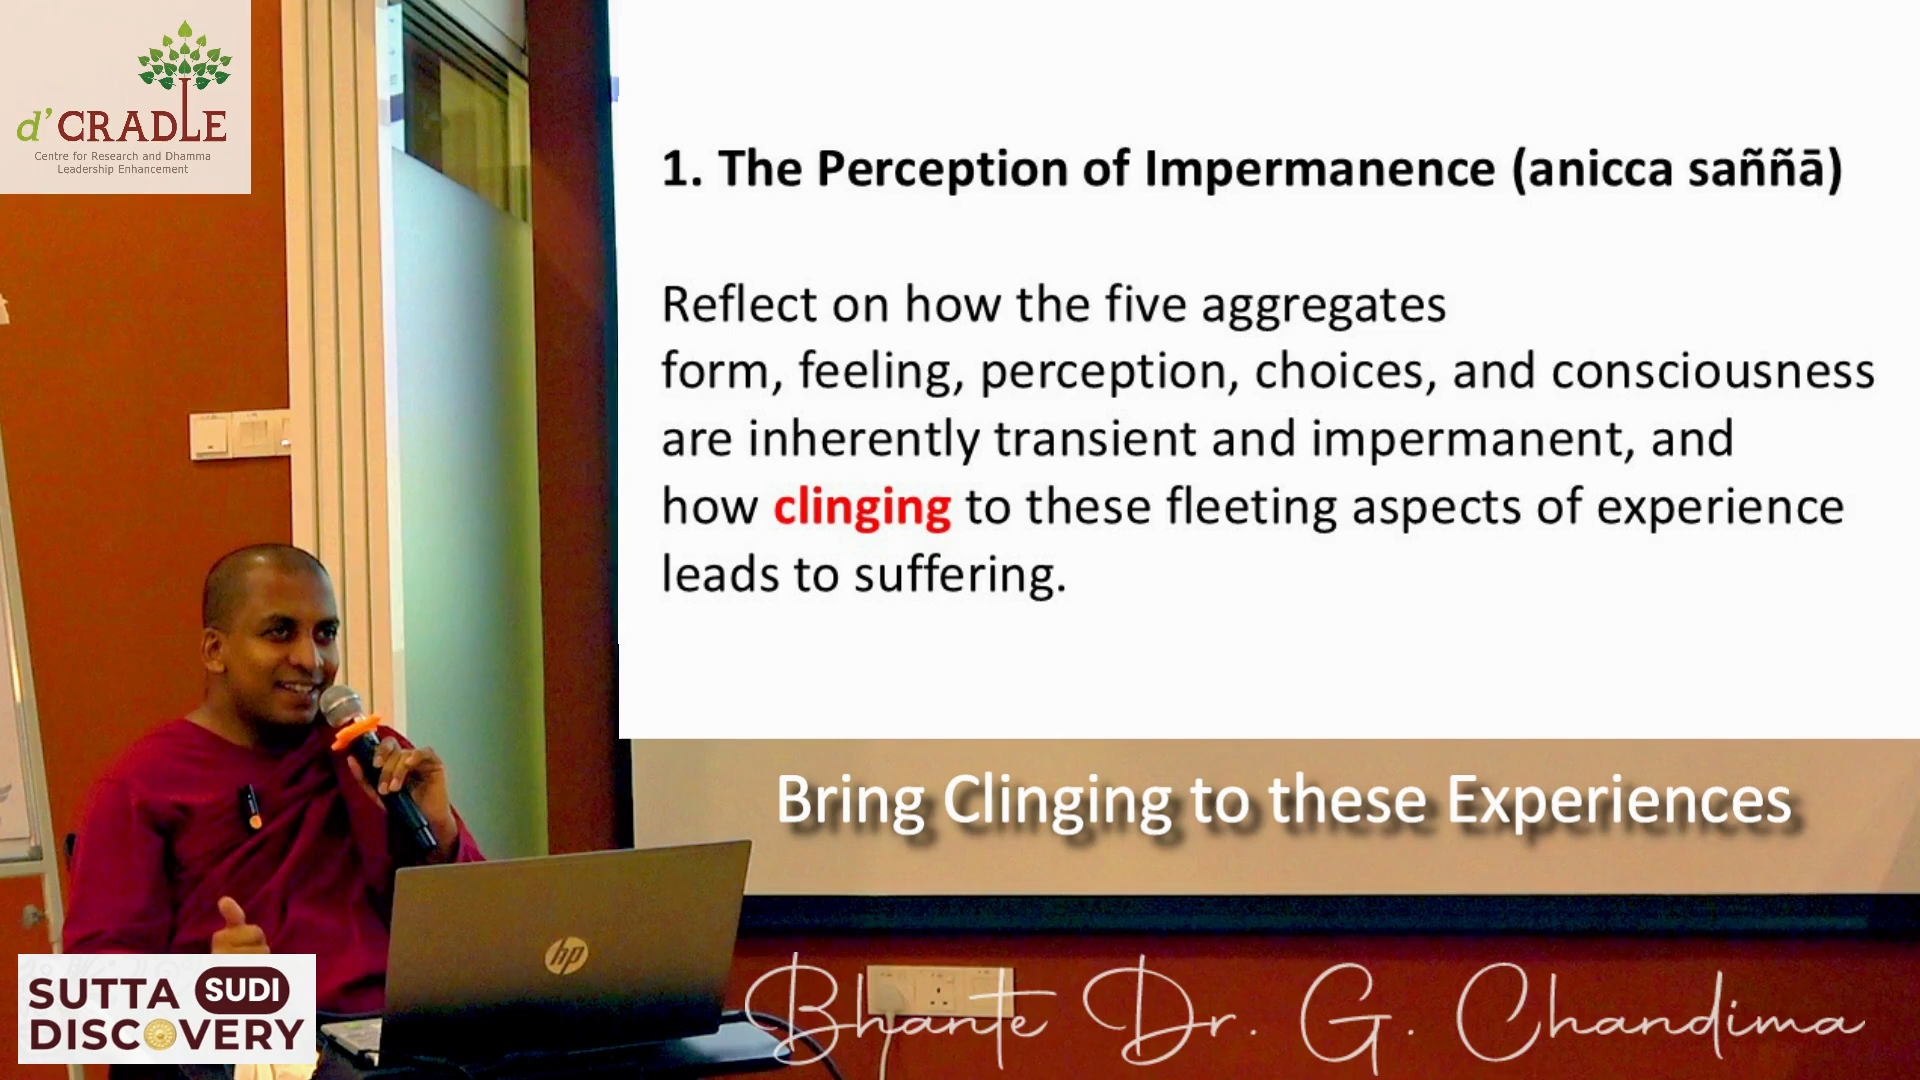 d'CRADLE
Centre for Research and Dhamma
Leadership Enhancement
1. The Perception of Impermanence (anicca saññā)
Reflect on how the five aggregates
form, feeling, perception, choices, and consciousness
are inherently transient and impermanent, and
how clinging to these fleeting aspects of experience
leads to suffering.
Bring Clinging to these Experiences
hp
SUTTA SUDI
DISCOVERY
Bhante Dr. G. Chandima